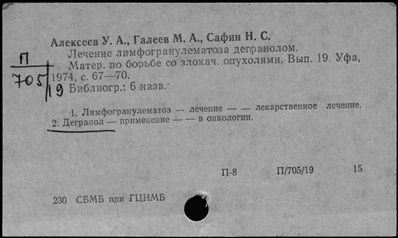 Алексеев У. А., Галеев М. А., Сафин Н. С.
Лечение лимфогранулематоза дегранолом.
П
Матер. по борьбе со злокач. опухолями, Вып. 19. Уфа,
705/19
1974, с. 67—70.
Библиогр.: 6 назв.
1. Лимфогранулематоз — лечение — — лекарственное лечение.
2. Дегранол — применение — — в онкологии.
П-8 П/705/19 15
230 СБМБ при ГЦНМБ